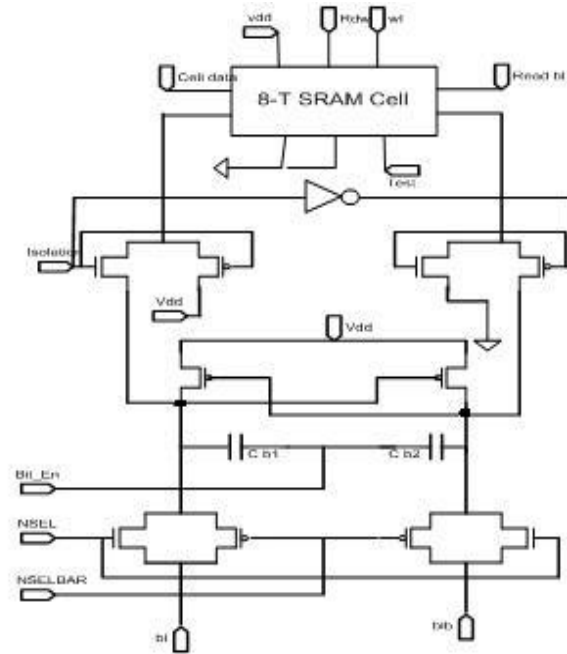 vdd
Rdw
wl
Cell data
Read bl
8-T SRAM Cell
Test
Isolation
Vdd
Vdd
C b1
C b2
Bit_En
NSEL
NSELBAR
bl
blb